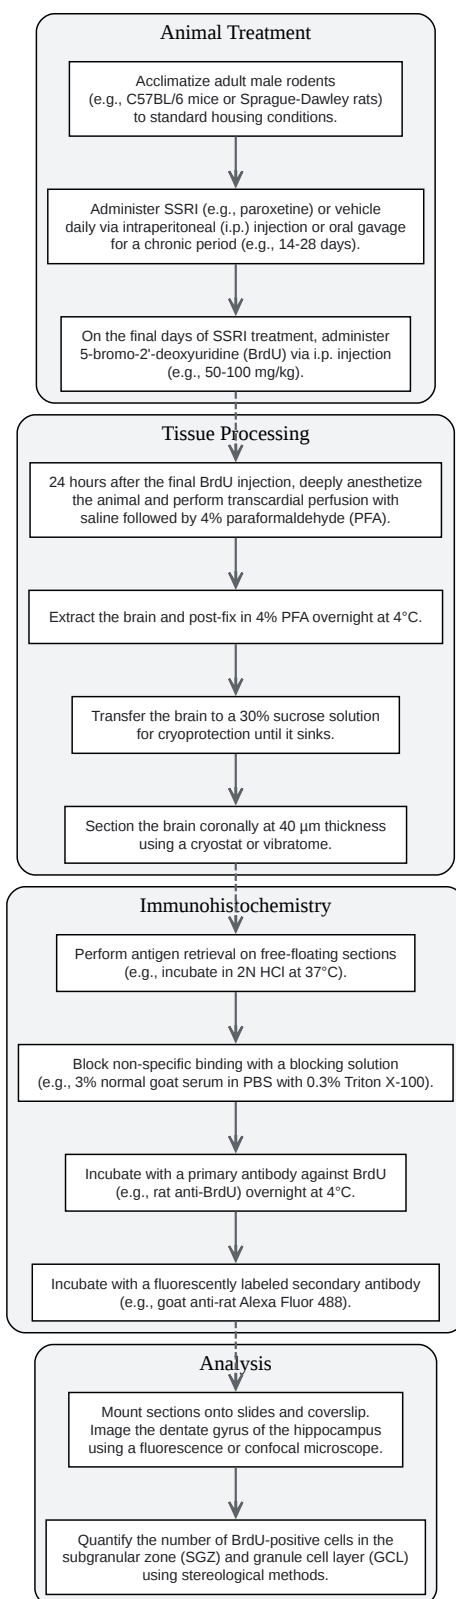 Animal Treatment
Acclimatize adult male rodents
(e.g., C57BL/6 mice or Sprague-Dawley rats)
to standard housing conditions.
Administer SSRI (e.g., paroxetine) or vehicle
daily via intraperitoneal (i.p.) injection or oral gavage
for a chronic period (e.g., 14-28 days).
On the final days of SSRI treatment, administer
5-bromo-2'-deoxyuridine (BrdU) via i.p. injection
(e.g., 50-100 mg/kg).
Tissue Processing
24 hours after the final BrdU injection, deeply anesthetize
the animal and perform transcardial perfusion with
saline followed by 4% paraformaldehyde (PFA).
Extract the brain and post-fix in 4% PFA overnight at 4°C.
Transfer the brain to a 30% sucrose solution
for cryoprotection until it sinks.
Section the brain coronally at 40 µm thickness
using a cryostat or vibratome.
Immunohistochemistry
Perform antigen retrieval on free-floating sections
(e.g., incubate in 2N HCl at 37°C).
Block non-specific binding with a blocking solution
(e.g., 3% normal goat serum in PBS with 0.3% Triton X-100).
Incubate with a primary antibody against BrdU
(e.g., rat anti-BrdU) overnight at 4°C.
Incubate with a fluorescently labeled secondary antibody
(e.g., goat anti-rat Alexa Fluor 488).
Analysis
Mount sections onto slides and coverslip.
Image the dentate gyrus of the hippocampus
using a fluorescence or confocal microscope.
Quantify the number of BrdU-positive cells in the
subgranular zone (SGZ) and granule cell layer (GCL)
using stereological methods.